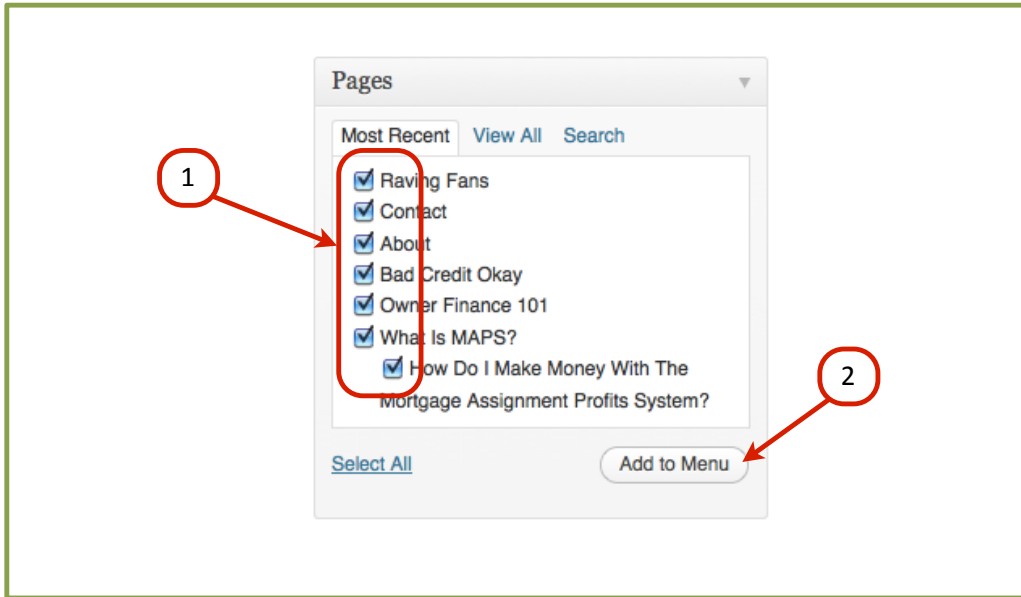 Pages
Most Recent View All Search
1
Raving Fans
Contact
About
Bad Credit Okay
Owner Finance 101
What Is MAPS?
How Do I Make Money With The
Mortgage Assignment Profits System?
2
Select All Add to Menu